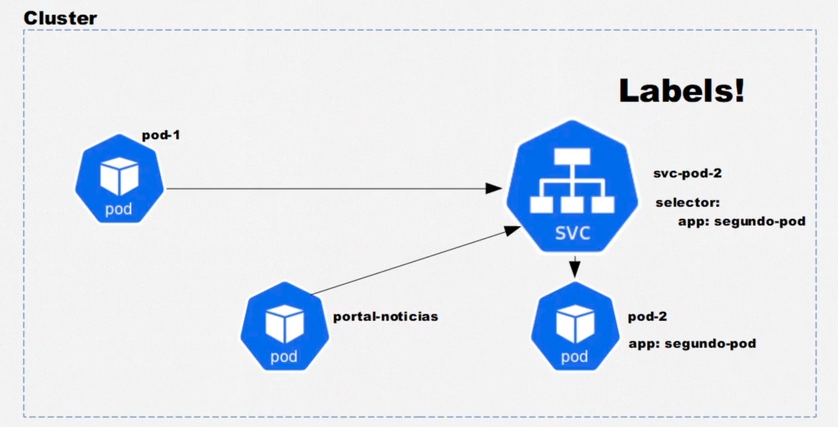 Cluster
Labels!
pod-1
pod
svc-pod-2
selector:
app: segundo-pod
svc
portal-noticias
pod
pod-2
app: segundo-pod
pod